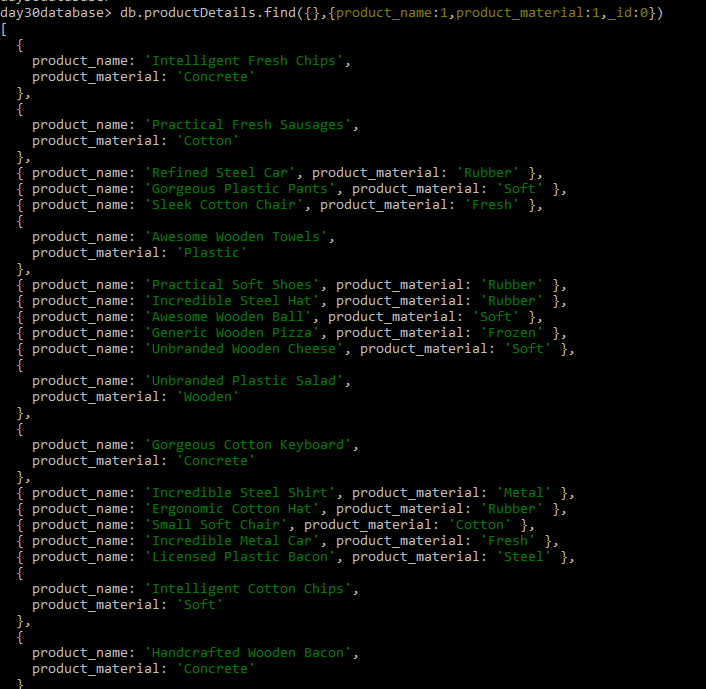 day30database> db.productDetails.find({},{product_name:1,product_material:1,_id:0})
[
  {
    product_name: 'Intelligent Fresh Chips',
    product_material: 'Concrete'
  },
  {
    product_name: 'Practical Fresh Sausages',
    product_material: 'Cotton'
  },
  { product_name: 'Refined Steel Car', product_material: 'Rubber' },
  { product_name: 'Gorgeous Plastic Pants', product_material: 'Soft' },
  { product_name: 'Sleek Cotton Chair', product_material: 'Fresh' },
  {
    product_name: 'Awesome Wooden Towels',
    product_material: 'Plastic'
  },
  { product_name: 'Practical Soft Shoes', product_material: 'Rubber' },
  { product_name: 'Incredible Steel Hat', product_material: 'Rubber' },
  { product_name: 'Awesome Wooden Ball', product_material: 'Soft' },
  { product_name: 'Generic Wooden Pizza', product_material: 'Frozen' },
  { product_name: 'Unbranded Wooden Cheese', product_material: 'Soft' },
  {
    product_name: 'Unbranded Plastic Salad',
    product_material: 'Wooden'
  },
  {
    product_name: 'Gorgeous Cotton Keyboard',
    product_material: 'Concrete'
  },
  { product_name: 'Incredible Steel Shirt', product_material: 'Metal' },
  { product_name: 'Ergonomic Cotton Hat', product_material: 'Rubber' },
  { product_name: 'Small Soft Chair', product_material: 'Cotton' },
  { product_name: 'Incredible Metal Car', product_material: 'Fresh' },
  { product_name: 'Licensed Plastic Bacon', product_material: 'Steel' },
  {
    product_name: 'Intelligent Cotton Chips',
    product_material: 'Soft'
  },
  {
    product_name: 'Handcrafted Wooden Bacon',
    product_material: 'Concrete'
  }